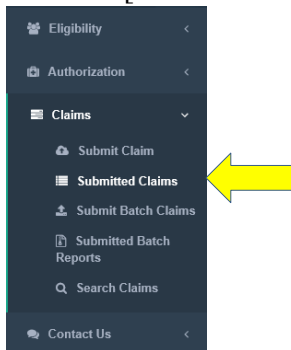 Eligibility
Authorization
Claims
Submit Claim
Submitted Claims
Submit Batch Claims
Submitted Batch
Reports
Search Claims
Contact Us